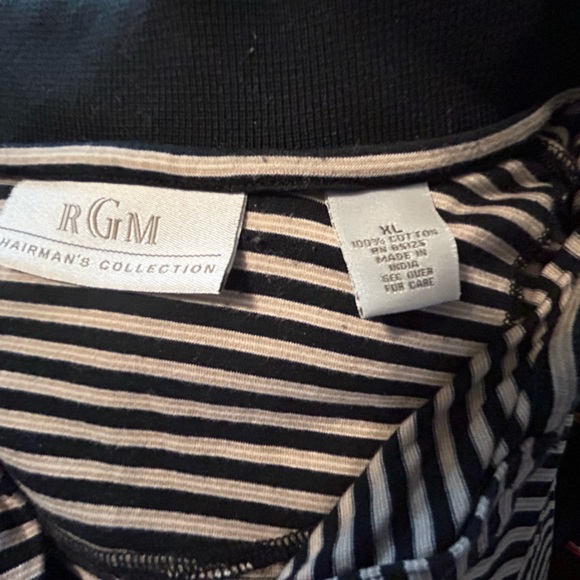 RGM
HAIRMAN'S COLLECTION
XL
100% COTTON
RN 85125
MADE IN
INDIA
SEE OVER
FOR CARE